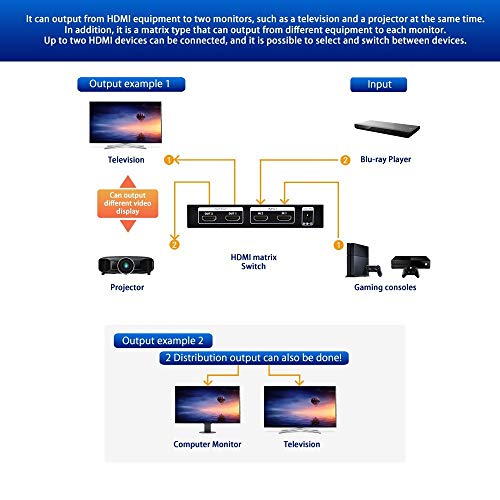 It can output from HDMI equipment to two monitors, such as a television and a projector at the same time.
In addition, it is a matrix type that can output from different equipment to each monitor.
Up to two HDMI devices can be connected, and it is possible to select and switch between devices.
Output example 1
Input
Television
1
2
Blu-ray Player
Can output
different video
display
OUT 2
OUT 1
IN 2
IN 1
2
1
HDMI matrix
Switch
Projector
Gaming consoles
Output example 2
2 Distribution output can also be done!
Computer Monitor
Television